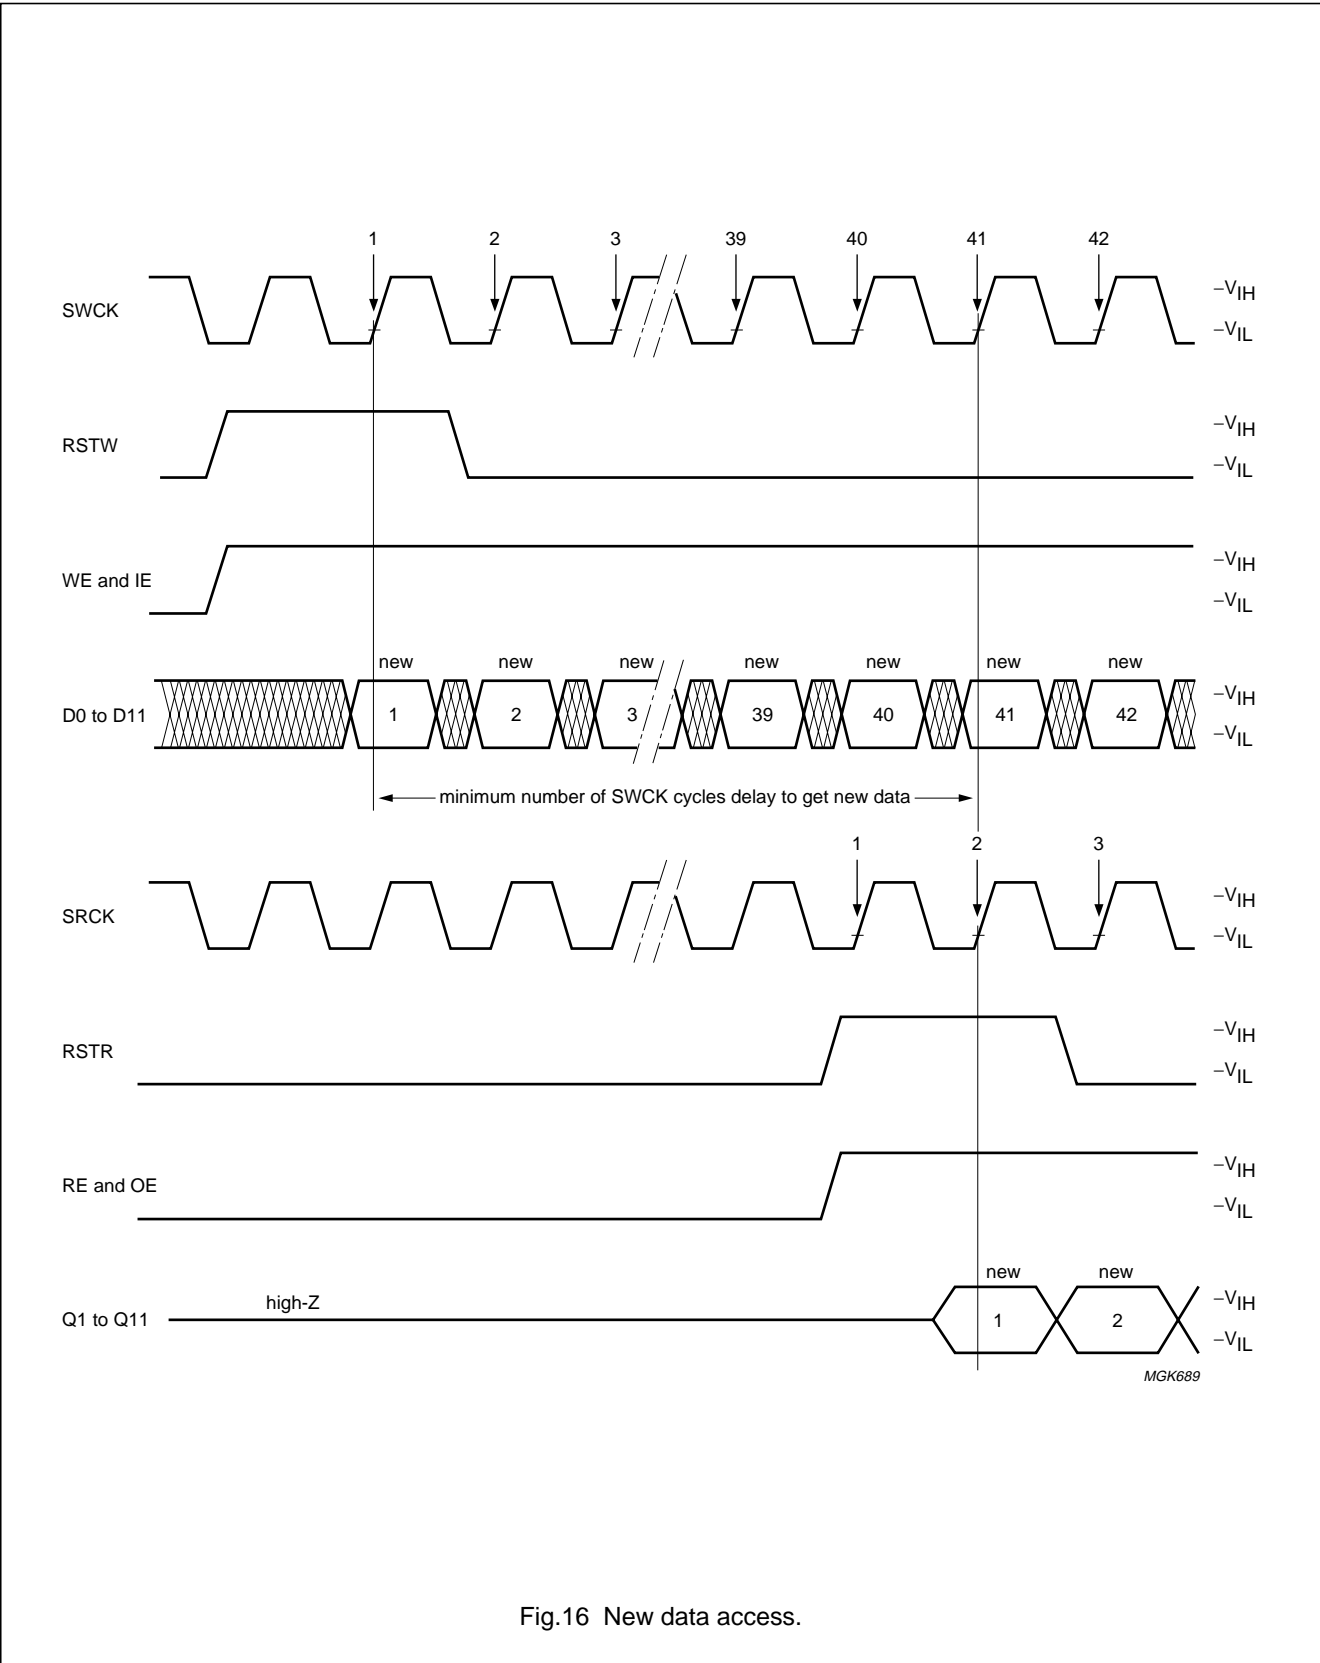 1 2 3 39 40 41 42
SWCK
–VIH
–VIL
RSTW
–VIH
–VIL
WE and IE
–VIH
–VIL
new new new new new new new
D0 to D11
1 2 3 39 40 41 42
–VIH
–VIL
minimum number of SWCK cycles delay to get new data
1 2 3
SRCK
–VIH
–VIL
RSTR
–VIH
–VIL
RE and OE
–VIH
–VIL
new new
high-Z
Q1 to Q11
1 2
–VIH
–VIL
MGK689
Fig.16 New data access.